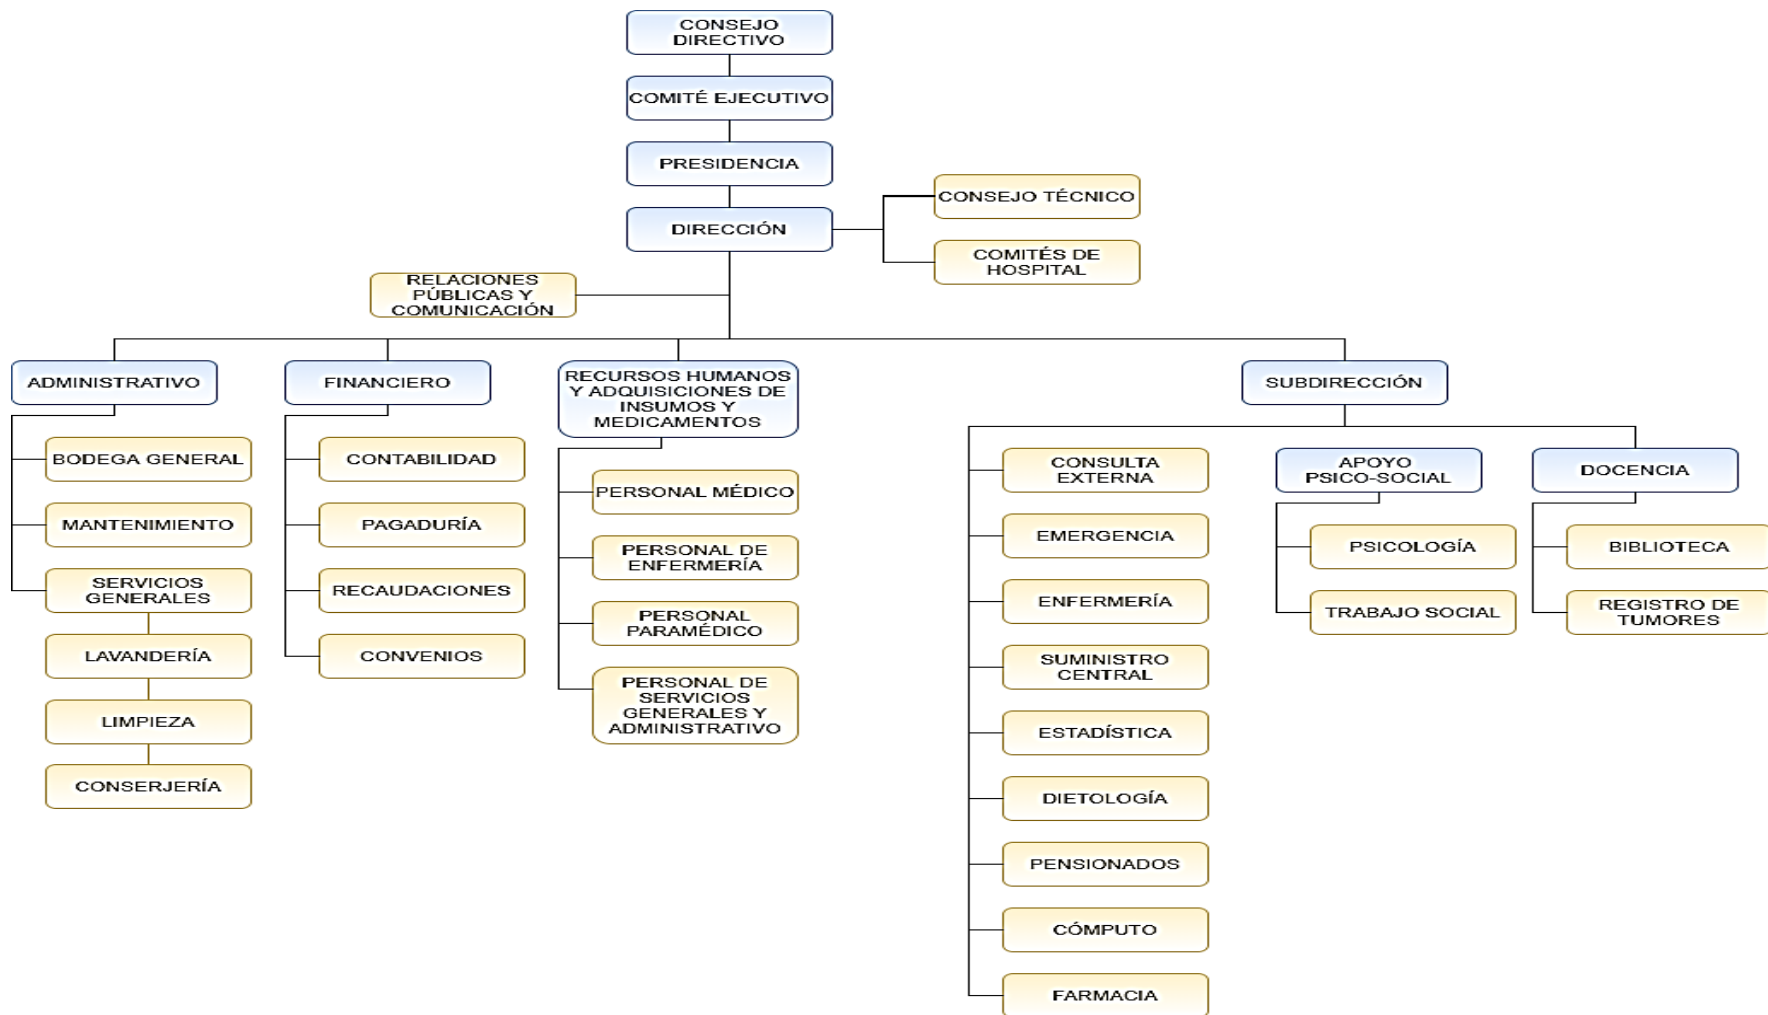 CONSEJO
DIRECTIVO
COMITÉ EJECUTIVO
PRESIDENCIA
DIRECCIÓN
CONSEJO TÉCNICO
COMITÉS DE
HOSPITAL
RELACIONES
PÚBLICAS Y
COMUNICACIÓN
ADMINISTRATIVO
BODEGA GENERAL
MANTENIMIENTO
SERVICIOS
GENERALES
LAVANDERÍA
LIMPIEZA
CONSERJERÍA
FINANCIERO
CONTABILIDAD
PAGADURÍA
RECAUDACIONES
CONVENIOS
RECURSOS HUMANOS
Y ADQUISICIONES DE
INSUMOS Y
MEDICAMENTOS
PERSONAL MÉDICO
PERSONAL DE
ENFERMERÍA
PERSONAL
PARAMÉDICO
PERSONAL DE
SERVICIOS
GENERALES Y
ADMINISTRATIVO
SUBDIRECCIÓN
CONSULTA
EXTERNA
EMERGENCIA
ENFERMERÍA
SUMINISTRO
CENTRAL
ESTADÍSTICA
DIETOLOGÍA
PENSIONADOS
CÓMPUTO
FARMACIA
APOYO
PSICO-SOCIAL
PSICOLOGÍA
TRABAJO SOCIAL
DOCENCIA
BIBLIOTECA
REGISTRO DE
TUMORES